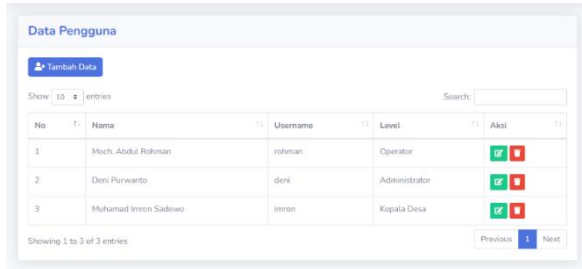 Data Pengguna
Tambah Data
Show 10 entries Search:
No Nama Username Level Aksi
1 Moch. Abdul Rohman rohman Operator
2 Deni Purwanto deni Administrator
3 Muhamad Imron Sadewo imron Kepala Desa
Showing 1 to 3 of 3 entries Previous 1 Next